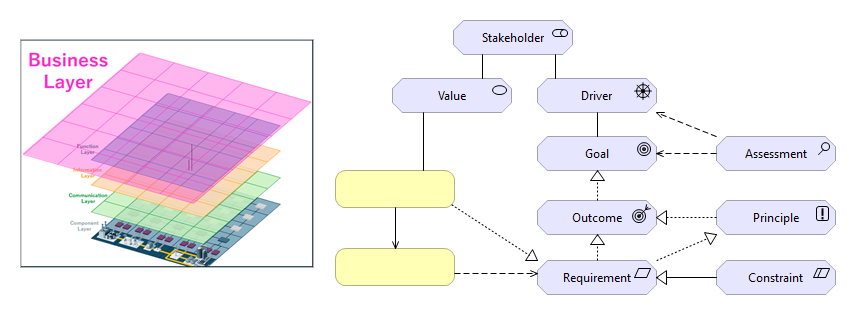 Business
Layer
Function
Layer
Information
Layer
Communication
Layer
Component
Layer
Stakeholder
Value
Driver
Goal
Assessment
Outcome
Principle
Requirement
Constraint